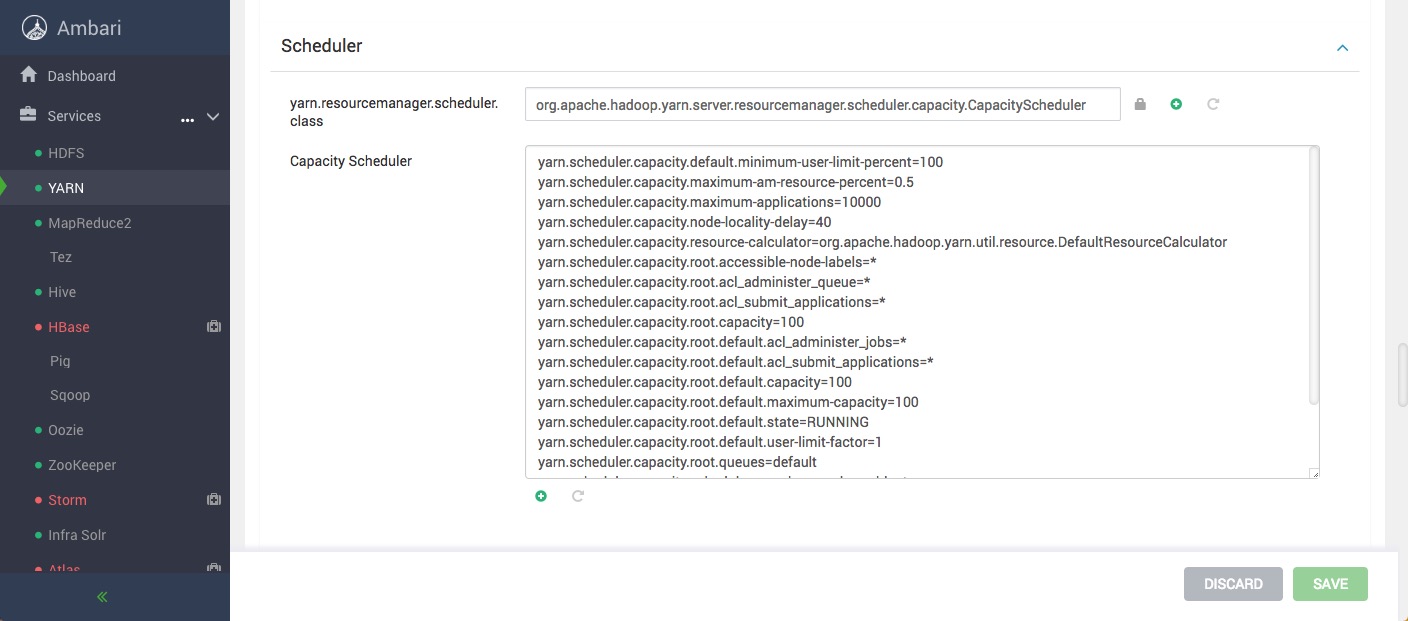 Ambari
Dashboard
Services
HDFS
YARN
MapReduce2
Tez
Hive
HBase
Pig
Sqoop
Oozie
ZooKeeper
Storm
Infra Solr
Atlas
Scheduler
yarn.resourcemanager.scheduler.
class
org.apache.hadoop.yarn.server.resourcemanager.scheduler.capacity.CapacityScheduler
Capacity Scheduler
yarn.scheduler.capacity.default.minimum-user-limit-percent=100
yarn.scheduler.capacity.maximum-am-resource-percent=0.5
yarn.scheduler.capacity.maximum-applications=10000
yarn.scheduler.capacity.node-locality-delay=40
yarn.scheduler.capacity.resource-calculator=org.apache.hadoop.yarn.util.resource.DefaultResourceCalculator
yarn.scheduler.capacity.root.accessible-node-labels=*
yarn.scheduler.capacity.root.acl_administer_queue=*
yarn.scheduler.capacity.root.acl_submit_applications=*
yarn.scheduler.capacity.root.capacity=100
yarn.scheduler.capacity.root.default.acl_administer_jobs=*
yarn.scheduler.capacity.root.default.acl_submit_applications=*
yarn.scheduler.capacity.root.default.capacity=100
yarn.scheduler.capacity.root.default.maximum-capacity=100
yarn.scheduler.capacity.root.default.state=RUNNING
yarn.scheduler.capacity.root.default.user-limit-factor=1
yarn.scheduler.capacity.root.queues=default
DISCARD
SAVE